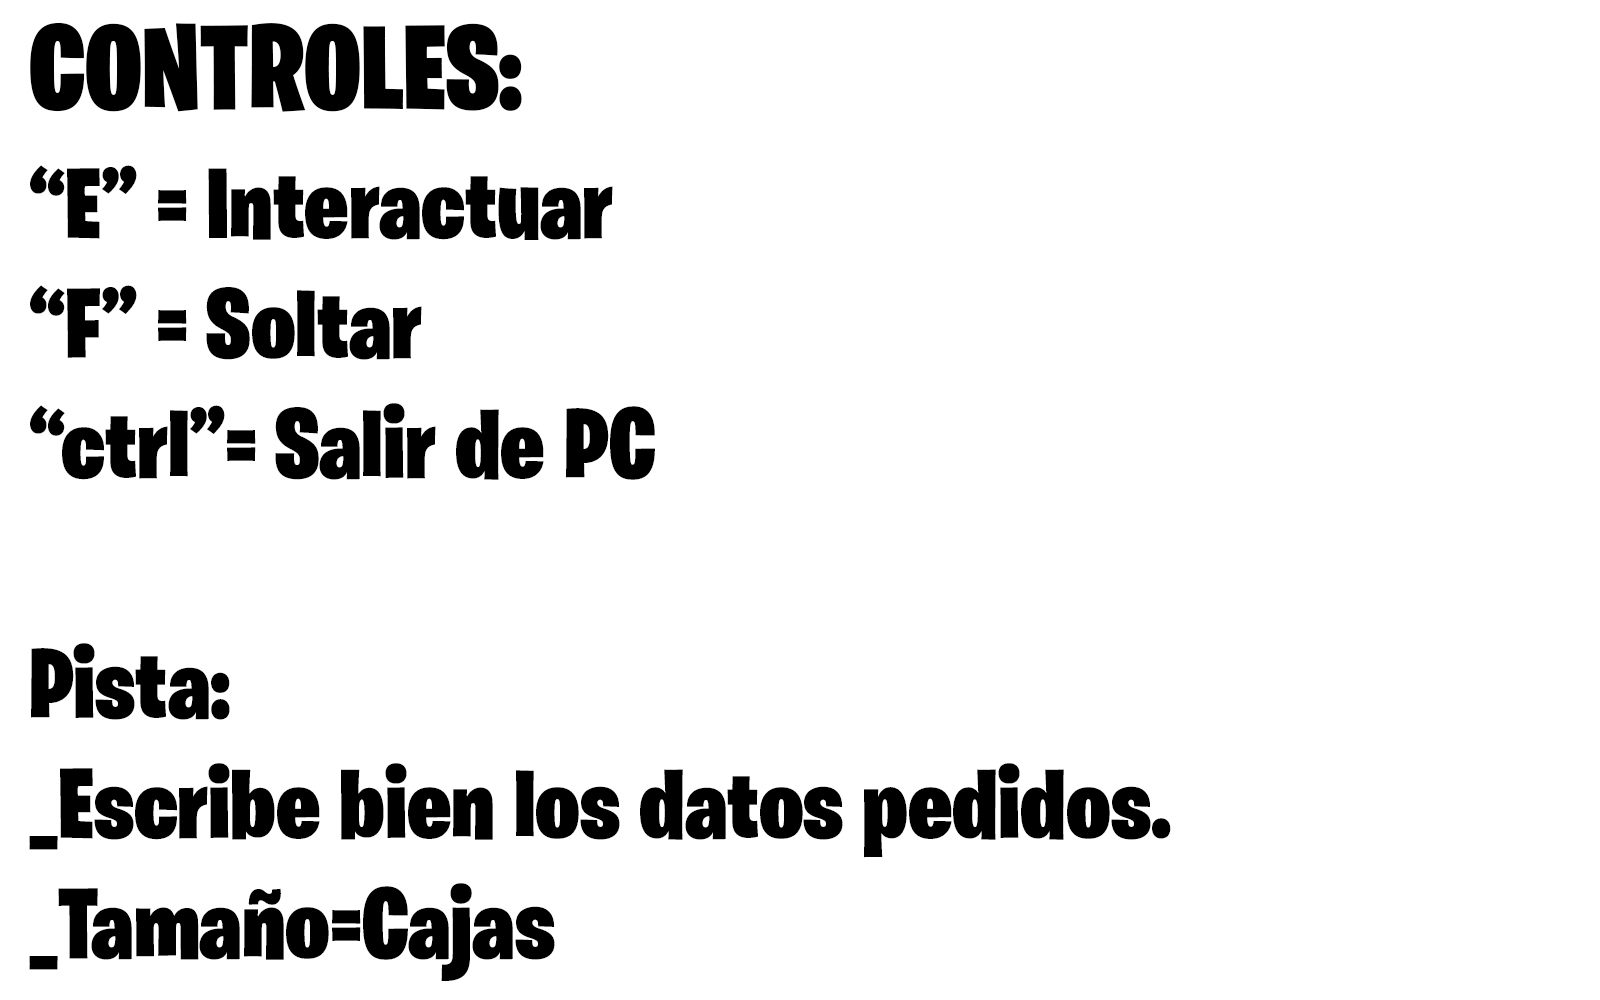 CONTROLES:
“E” = Interactuar
“F” = Soltar
“ctrl”= Salir de PC
Pista:
_Escribe bien los datos pedidos.
_Tamaño=Cajas